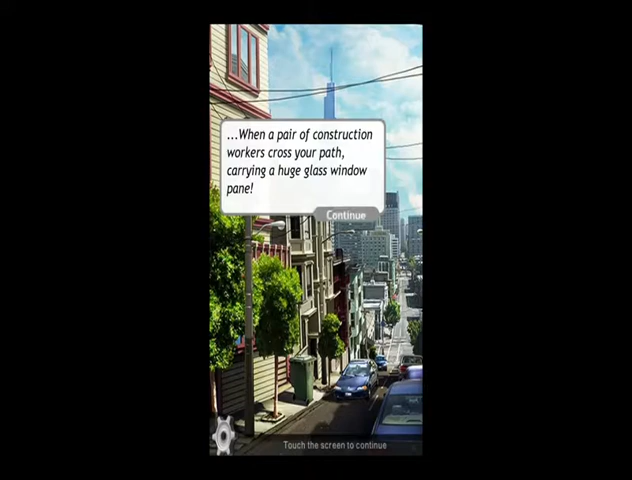 ...When a pair of construction
workers cross your path,
carrying a huge glass window
pane!
Continue
Touch the screen to continue